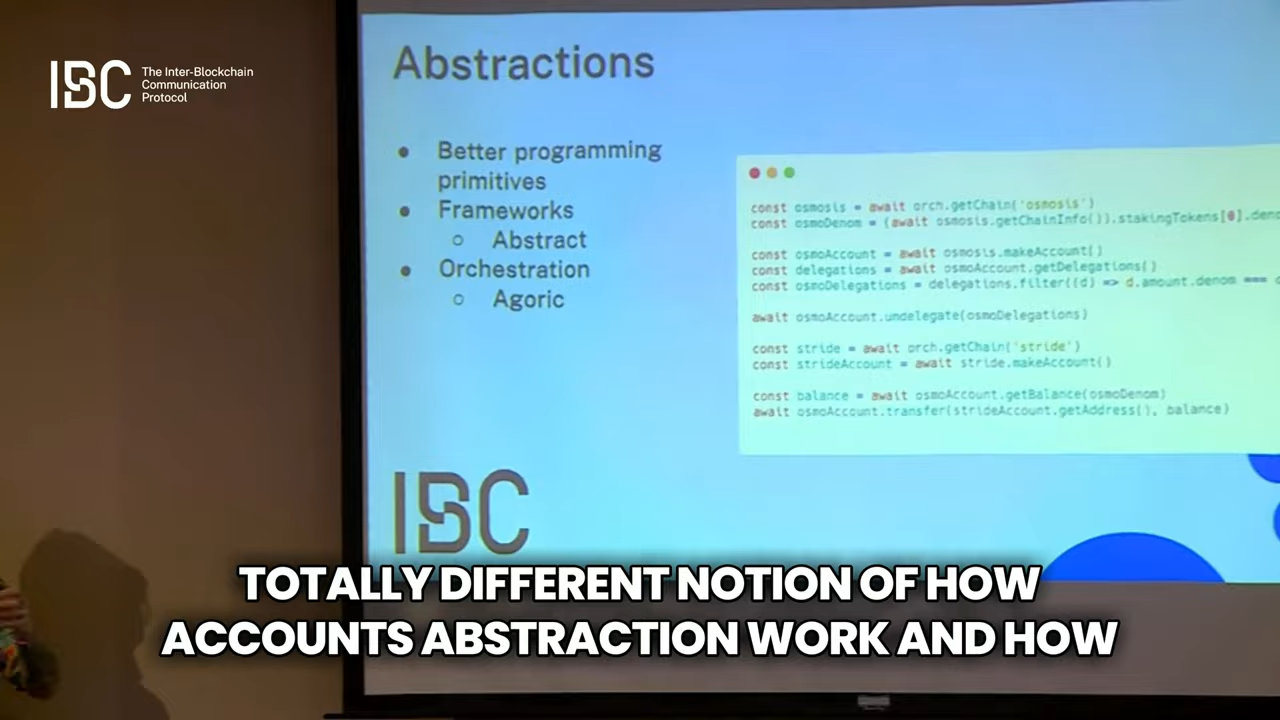 IBC
The Inter-Blockchain
Communication
Protocol
Abstractions
• Better programming
primitives
• Frameworks
○ Abstract
• Orchestration
○ Agoric
const osmosis = await orch.getChain('osmosis')
const osmoDenom = (await osmosis.getChainInfo()).stakingTokens[0].deno
const osmoAccount = await osmosis.makeAccount()
const delegations = await osmoAccount.getDelegations()
const osmoDelegations = delegations.filter((d) => d.amount.denom ===
await osmoAccount.undelegate(osmoDelegations)
const stride = await orch.getChain('stride')
const strideAccount = await stride.makeAccount()
const balance = await osmoAccount.getBalance(osmoDenom)
await osmoAccount.transfer(strideAccount.getAddress(), balance)
IBC
TOTALLY DIFFERENT NOTION OF HOW
ACCOUNTS ABSTRACTION WORK AND HOW